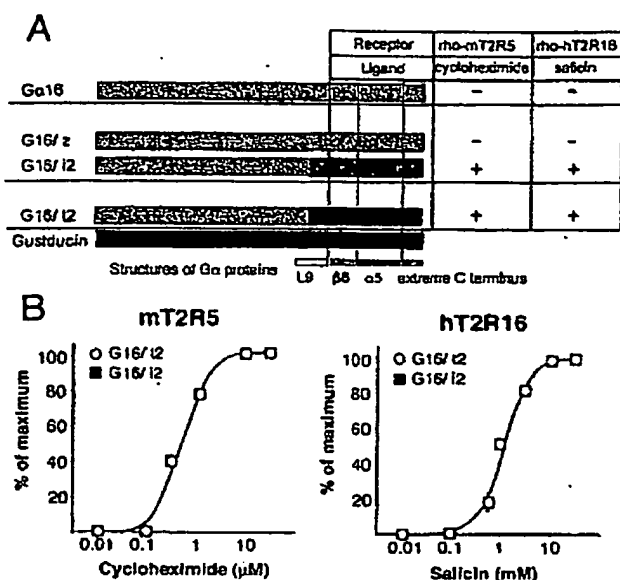 A
Receptor rho-mT2R5 rho-hT2R16
Ligand cycloheximide salicin
Gα16 - -
G16/z - -
G16/i2 + +
G16/t2 + +
Gustducin
Structures of Gα proteins L9 β6 α5 extreme C terminus
B
mT2R5
% of maximum
100
80
60
40
20
G16/t2
G16/i2
0.01 0.1 1 10
Cycloheximide (μM)
hT2R16
% of maximum
100
80
60
40
20
G16/t2
G16/i2
0.01 0.1 1 10
Salicin (mM)